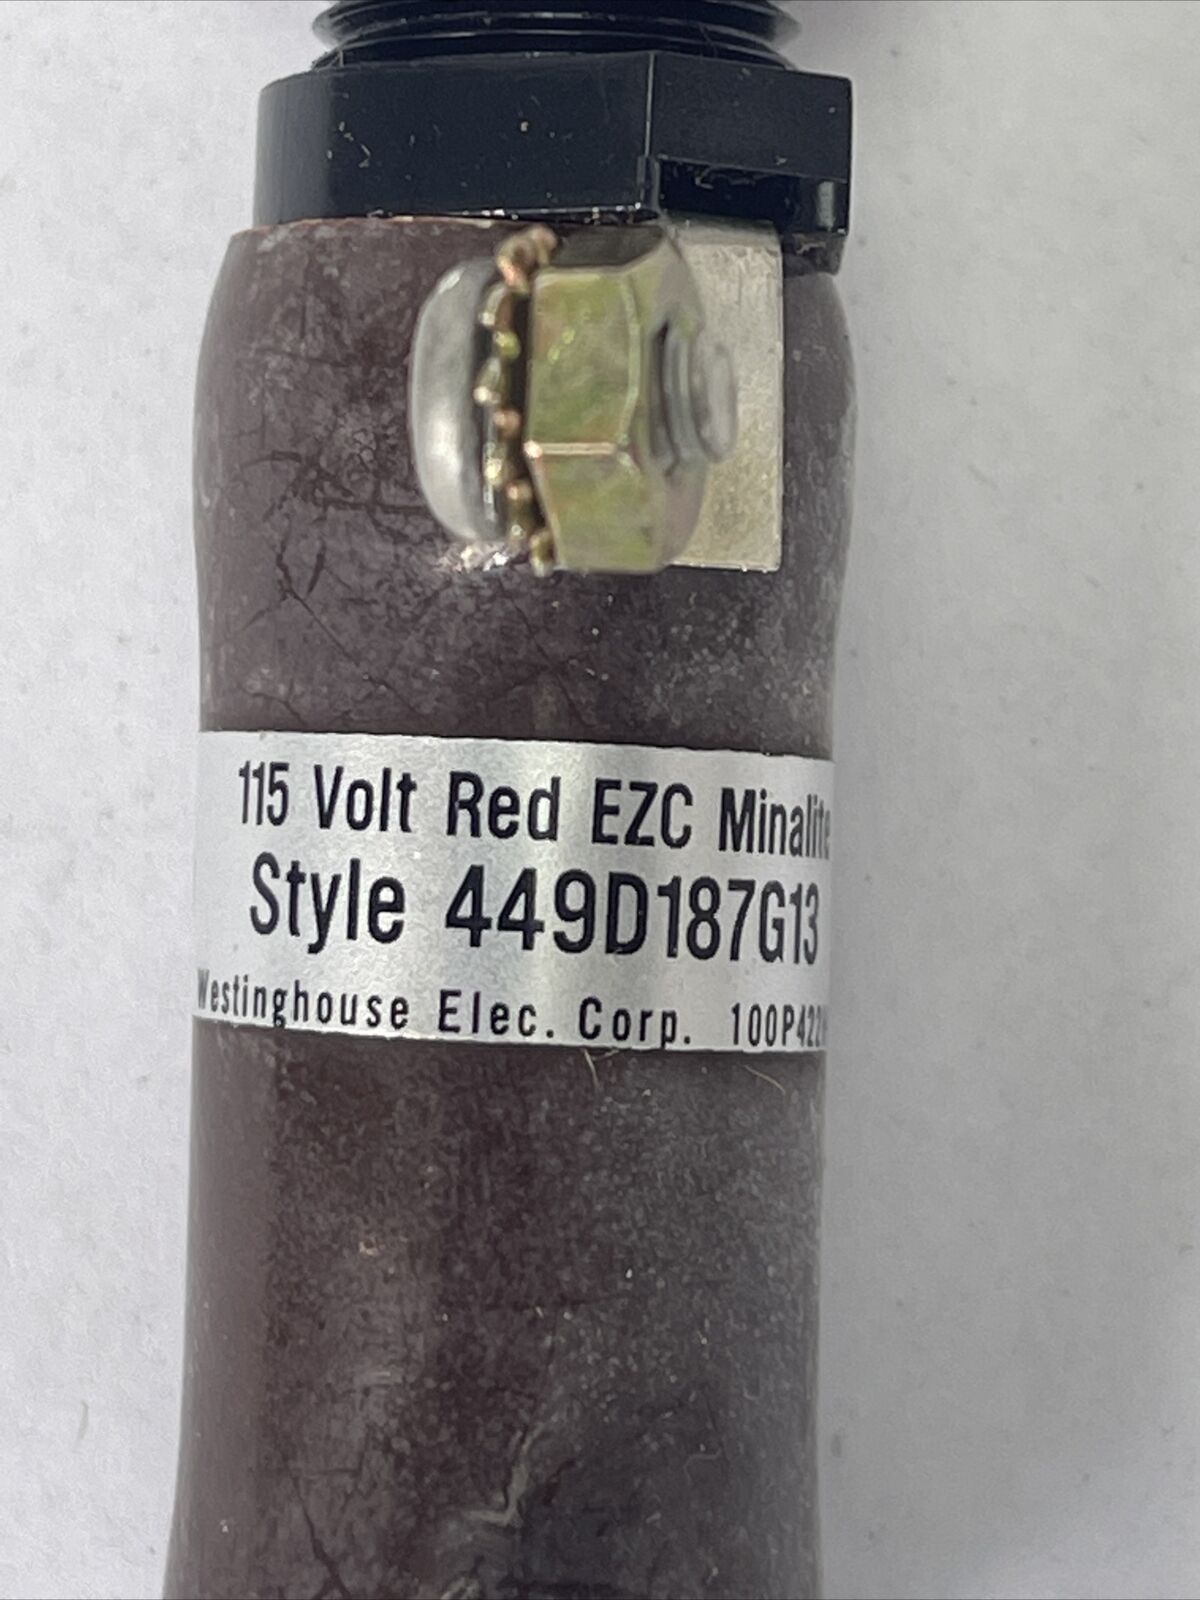 115 Volt Red EZC Minalite
Style 449D187G13
Westinghouse Elec. Corp.